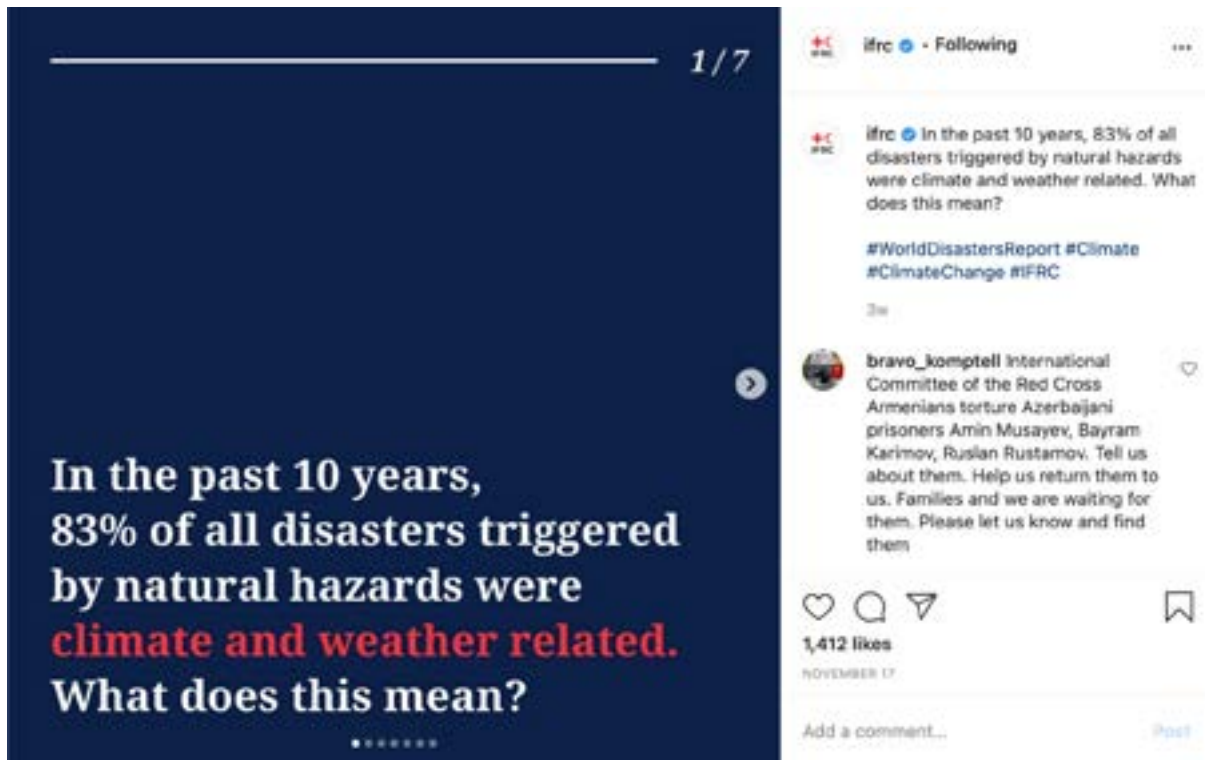 1/7
In the past 10 years,
83% of all disasters triggered
by natural hazards were
climate and weather related.
What does this mean?
ifrc • Following
IFRC
ifrc In the past 10 years, 83% of all
disasters triggered by natural hazards
were climate and weather related. What
does this mean?
#WorldDisastersReport #Climate
#ClimateChange #IFRC
3w
bravo_komptell International
Committee of the Red Cross
Armenians torture Azerbaijani
prisoners Amin Musayev, Bayram
Karimov, Ruslan Rustamov. Tell us
about them. Help us return them to
us. Families and we are waiting for
them. Please let us know and find
them
1,412 likes
NOVEMBER 17
Add a comment...
Post